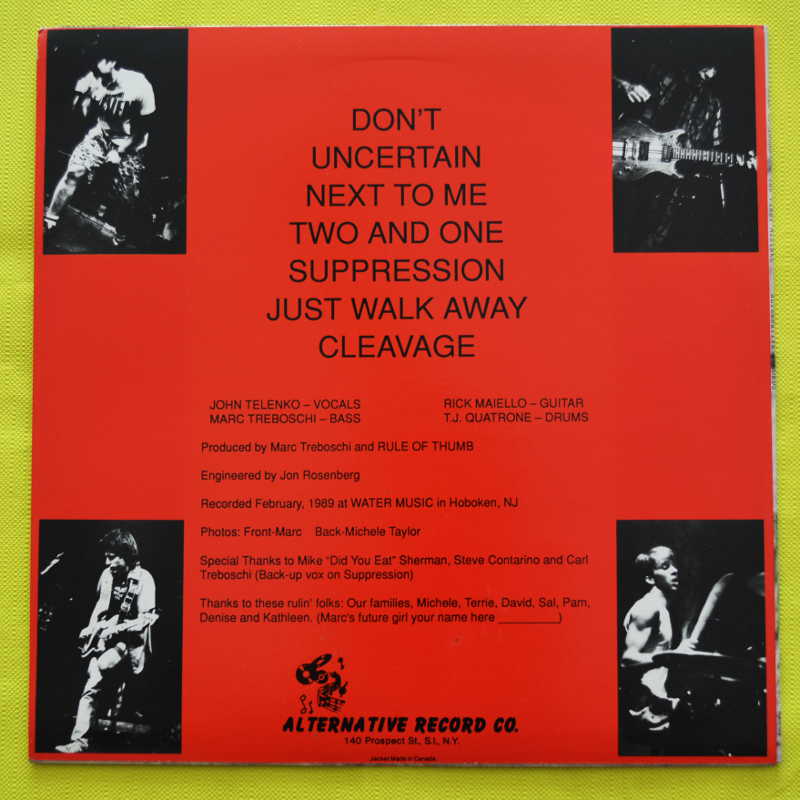 DON'T
UNCERTAIN
NEXT TO ME
TWO AND ONE
SUPPRESSION
JUST WALK AWAY
CLEAVAGE
JOHN TELENKO – VOCALS
MARC TREBOSCHI – BASS
RICK MAIELLO – GUITAR
T.J. QUATRONE – DRUMS
Produced by Marc Treboschi and RULE OF THUMB
Engineered by Jon Rosenberg
Recorded February, 1989 at WATER MUSIC in Hoboken, NJ
Photos: Front-Marc Back-Michele Taylor
Special Thanks to Mike "Did You Eat" Sherman, Steve Contarino and Carl
Treboschi (Back-up vox on Suppression)
Thanks to these rulin' folks: Our families, Michele, Terrie, David, Sal, Pam,
Denise and Kathleen. (Marc's future girl your name here __________)
ALTERNATIVE RECORD CO.
140 Prospect St., S.I., N.Y.
Jacket Made in Canada